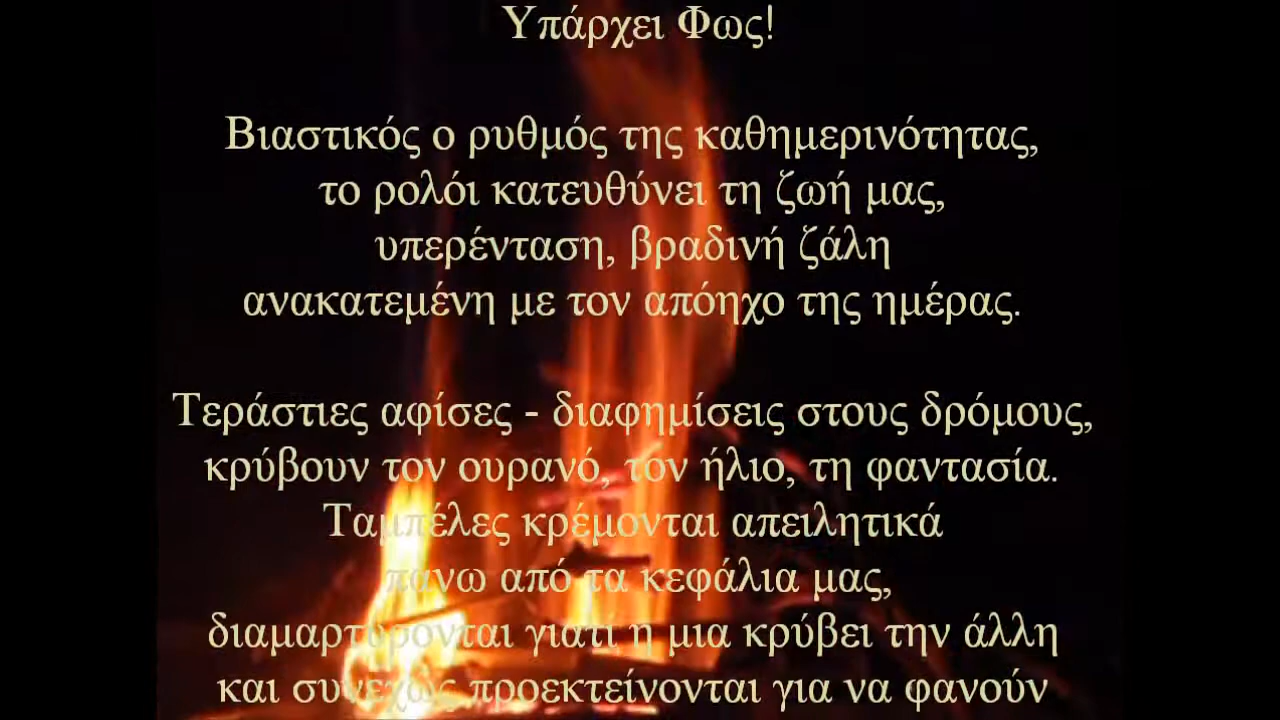 Υπάρχει Φως!
Βιαστικός ο ρυθμός της καθημερινότητας,
το ρολόι κατευθύνει τη ζωή μας,
υπερένταση, βραδινή ζάλη
ανακατεμένη με τον απόηχο της ημέρας.
Τεράστιες αφίσες - διαφημίσεις στους δρόμους,
κρύβουν τον ουρανό, τον ήλιο, τη φαντασία.
Ταμπέλες κρέμονται απειλητικά
πανω από τα κεφάλια μας,
διαμαρτύρονται γιατί η μια κρύβει την άλλη
και συνεχώς προεκτείνονται για να φανούν